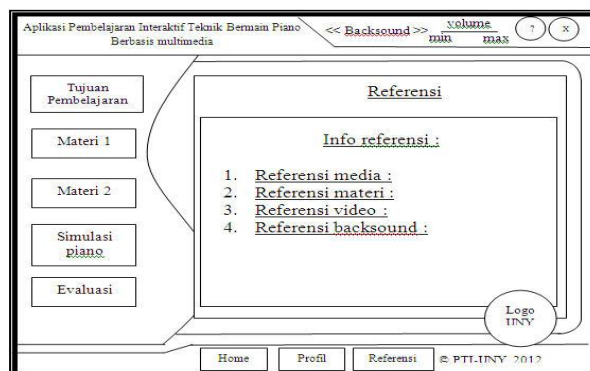 Aplikasi Pembelajaran Interaktif Teknik Bermain Piano
Berbasis multimedia
<< Backsound >>
volume
min max
?
X
Tujuan
Pembelajaran
Materi 1
Materi 2
Simulasi
piano
Evaluasi
Referensi
Info referensi :
1. Referensi media :
2. Referensi materi :
3. Referensi video :
4. Referensi backsound :
Logo
UNY
Home
Profil
Referensi
© PTI-UNY 2012